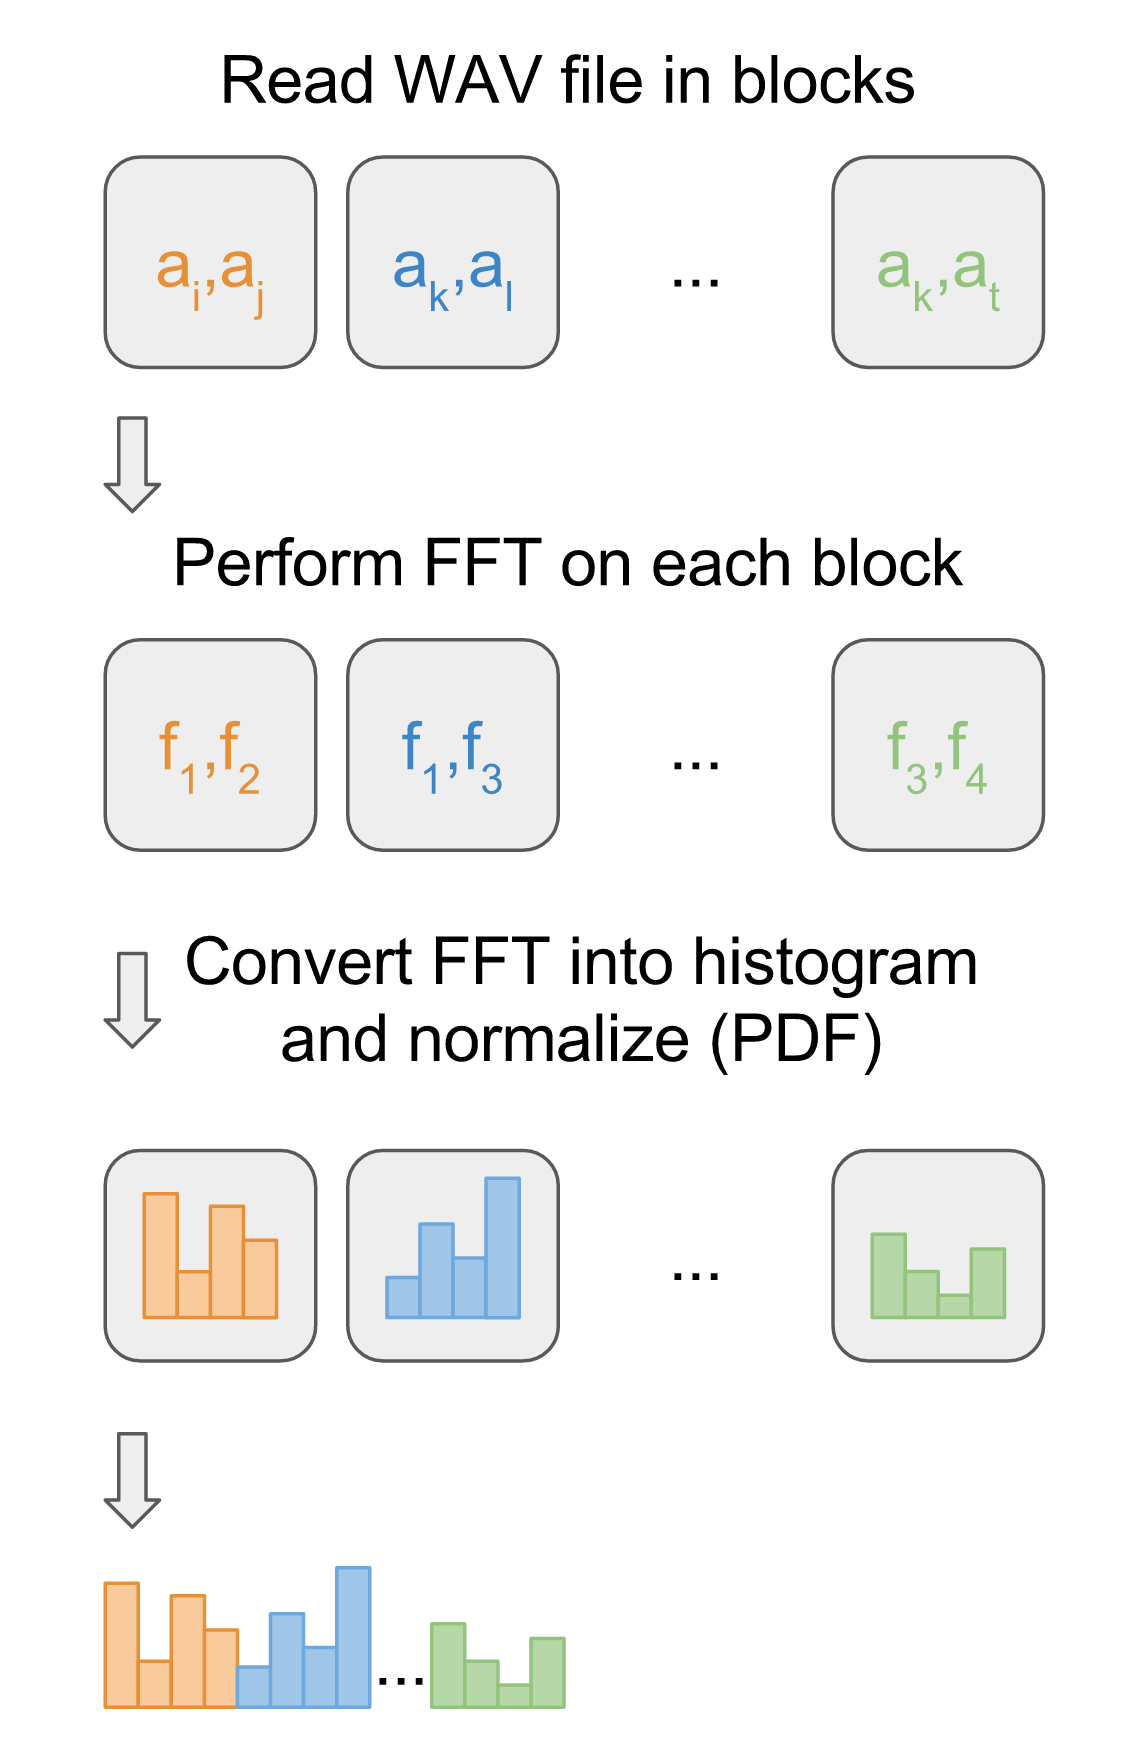 Read WAV file in blocks
a_i,a_j a_k,a_l ... a_k,a_t
Perform FFT on each block
f_1,f_2 f_1,f_3 ... f_3,f_4
Convert FFT into histogram
and normalize (PDF)
...
...